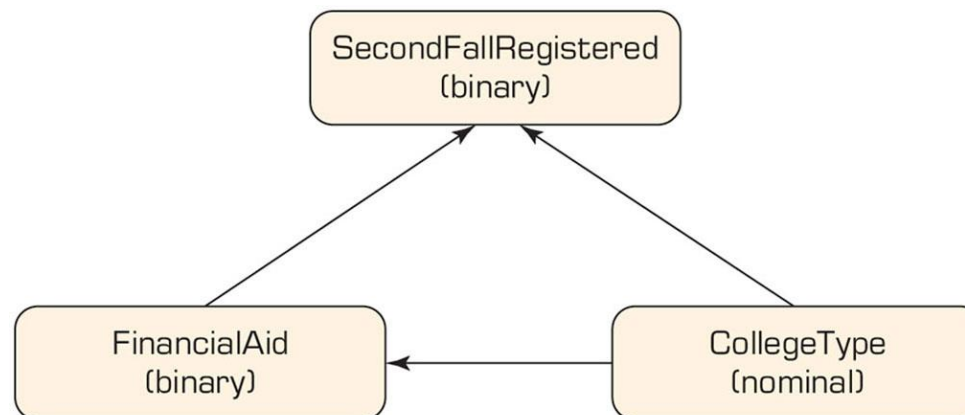 SecondFallRegistered
(binary)
FinancialAid
(binary)
CollegeType
(nominal)